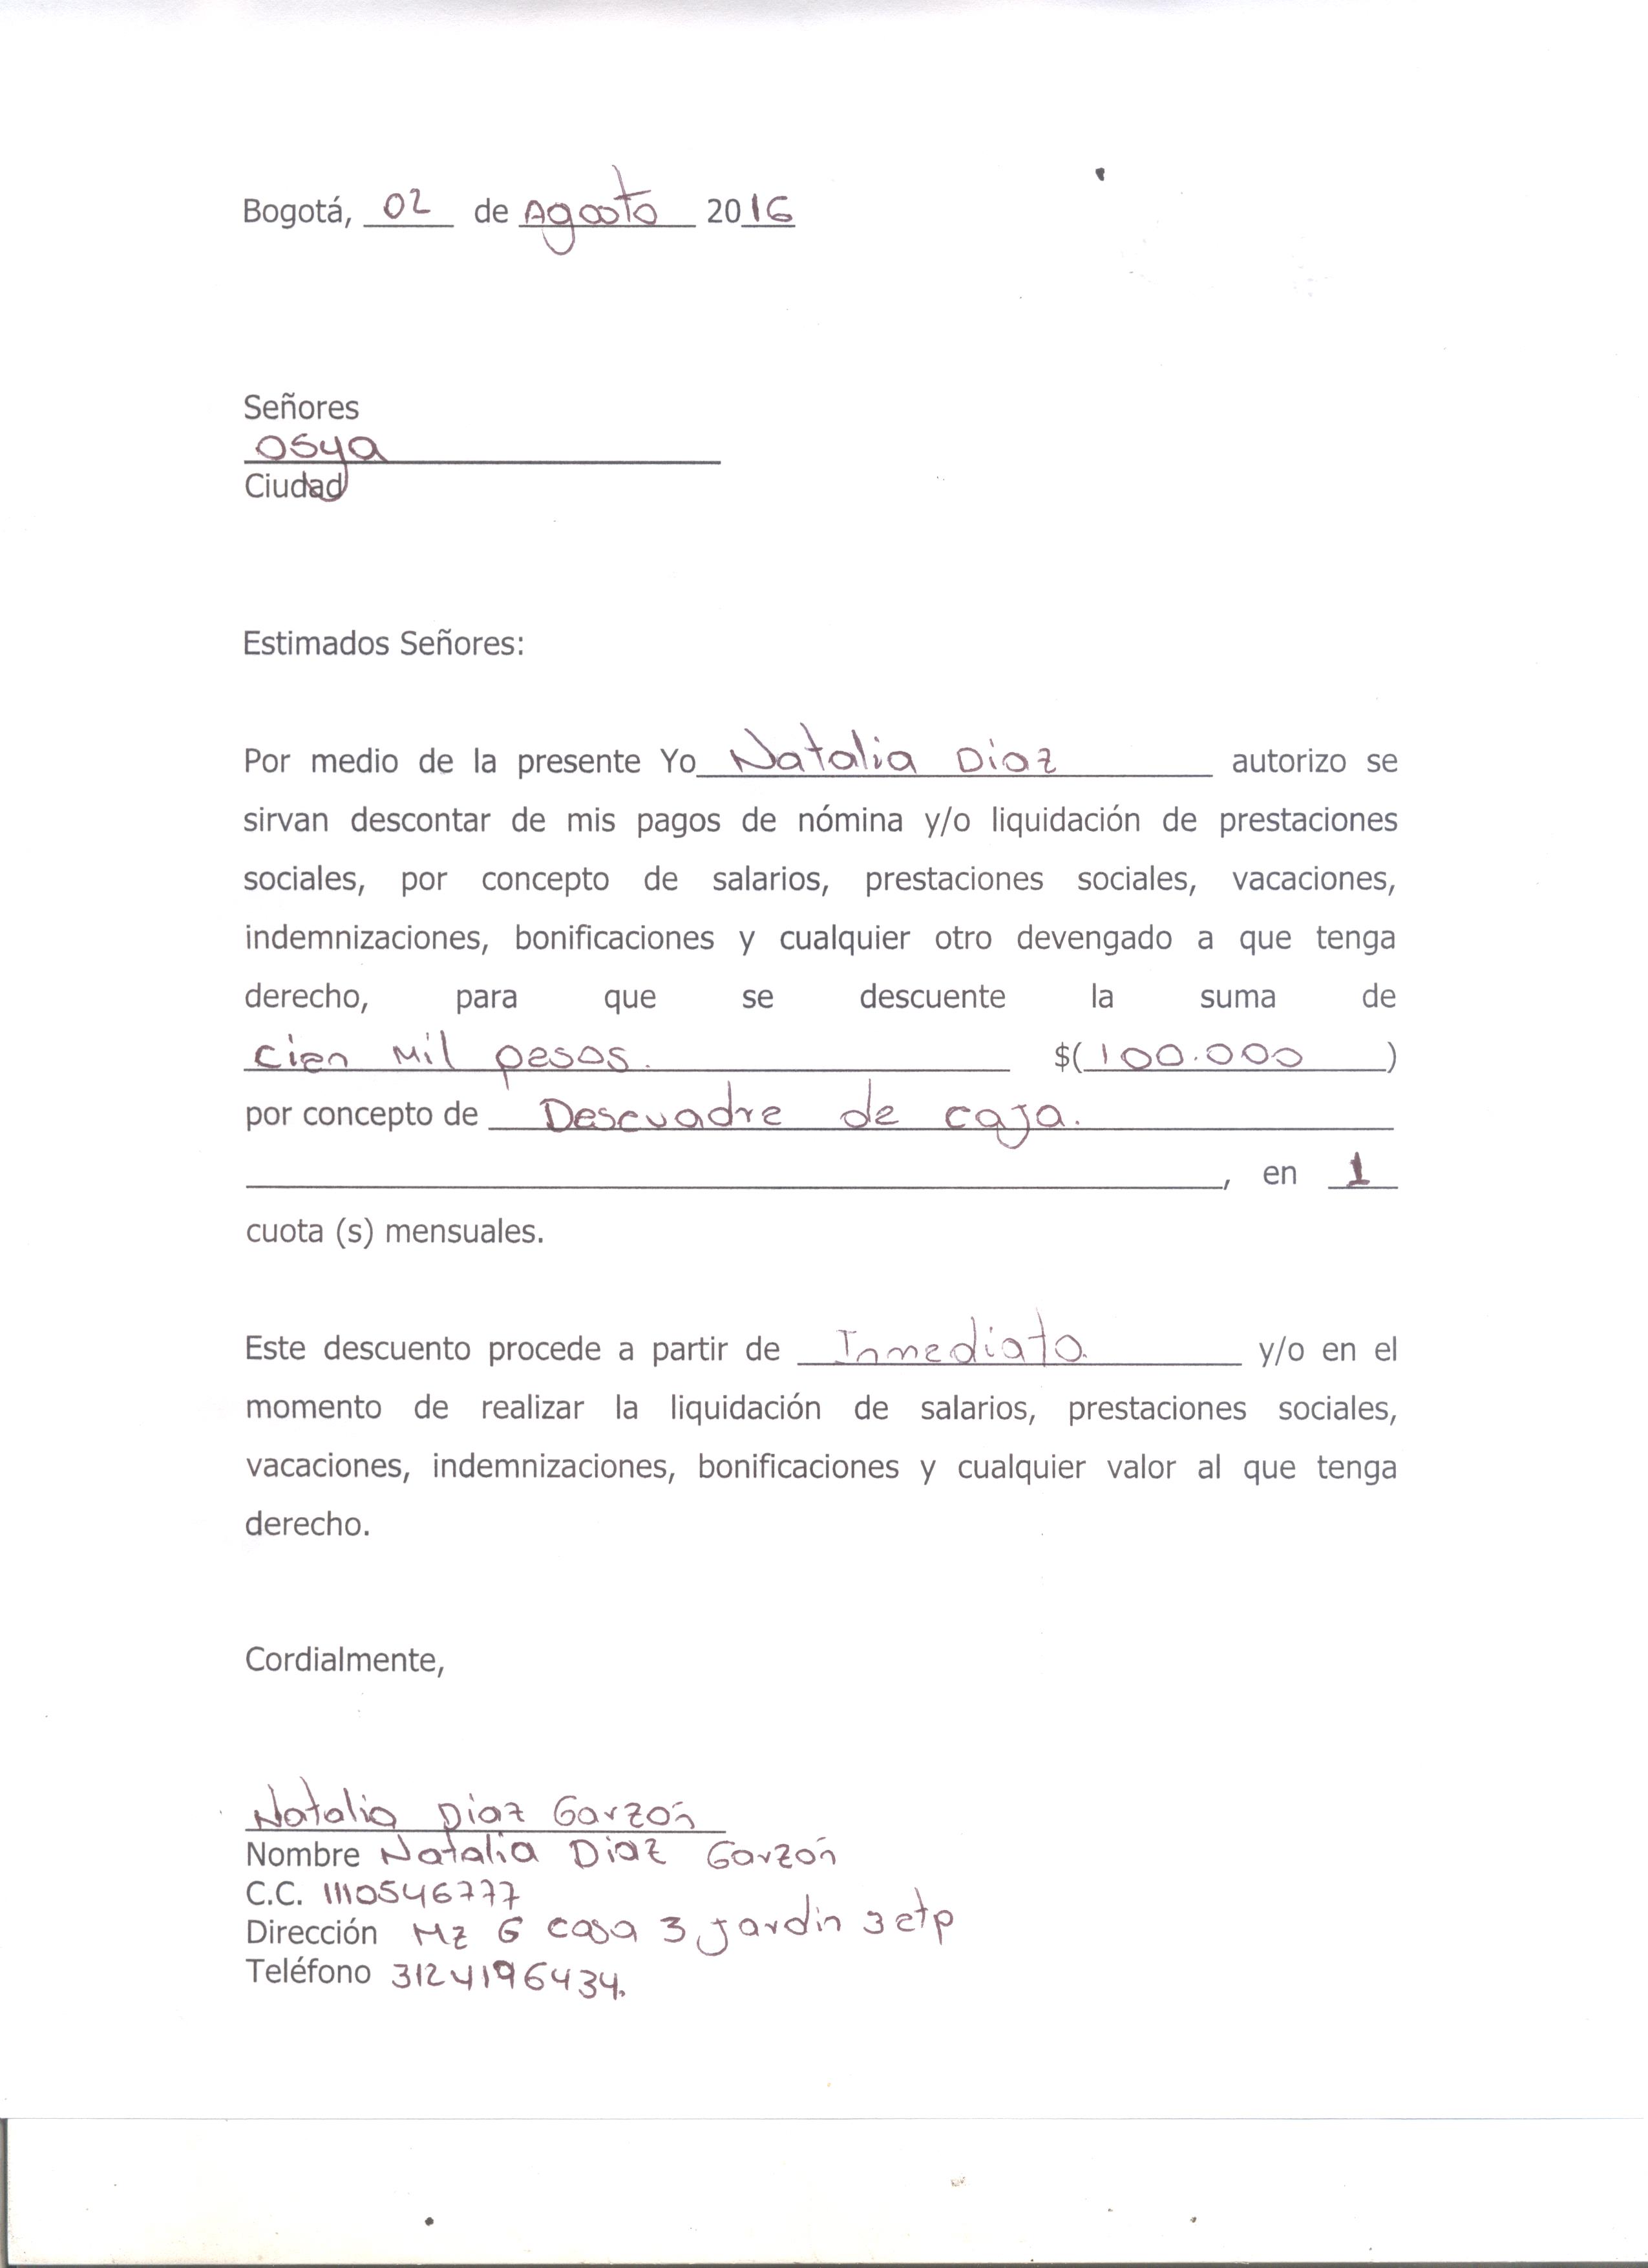 Bogotá, 02 de Agosto 2016
Señores
OSYA
Ciudad
Estimados Señores:
Por medio de la presente Yo Natalia Diaz autorizo se
sirvan descontar de mis pagos de nómina y/o liquidación de prestaciones
sociales, por concepto de salarios, prestaciones sociales, vacaciones,
indemnizaciones, bonificaciones y cualquier otro devengado a que tenga
derecho, para que se descuente la suma de
cien mil pesos. $(100.000)
por concepto de Descuadre de caja.
, en 1
cuota (s) mensuales.
Este descuento procede a partir de Inmediato. y/o en el
momento de realizar la liquidación de salarios, prestaciones sociales,
vacaciones, indemnizaciones, bonificaciones y cualquier valor al que tenga
derecho.
Cordialmente,
Natalia Diaz Garzón
Nombre Natalia Diaz Garzón
C.C. 1110546777
Dirección Mz G casa 3 jardin 3 etp
Teléfono 3124196434.